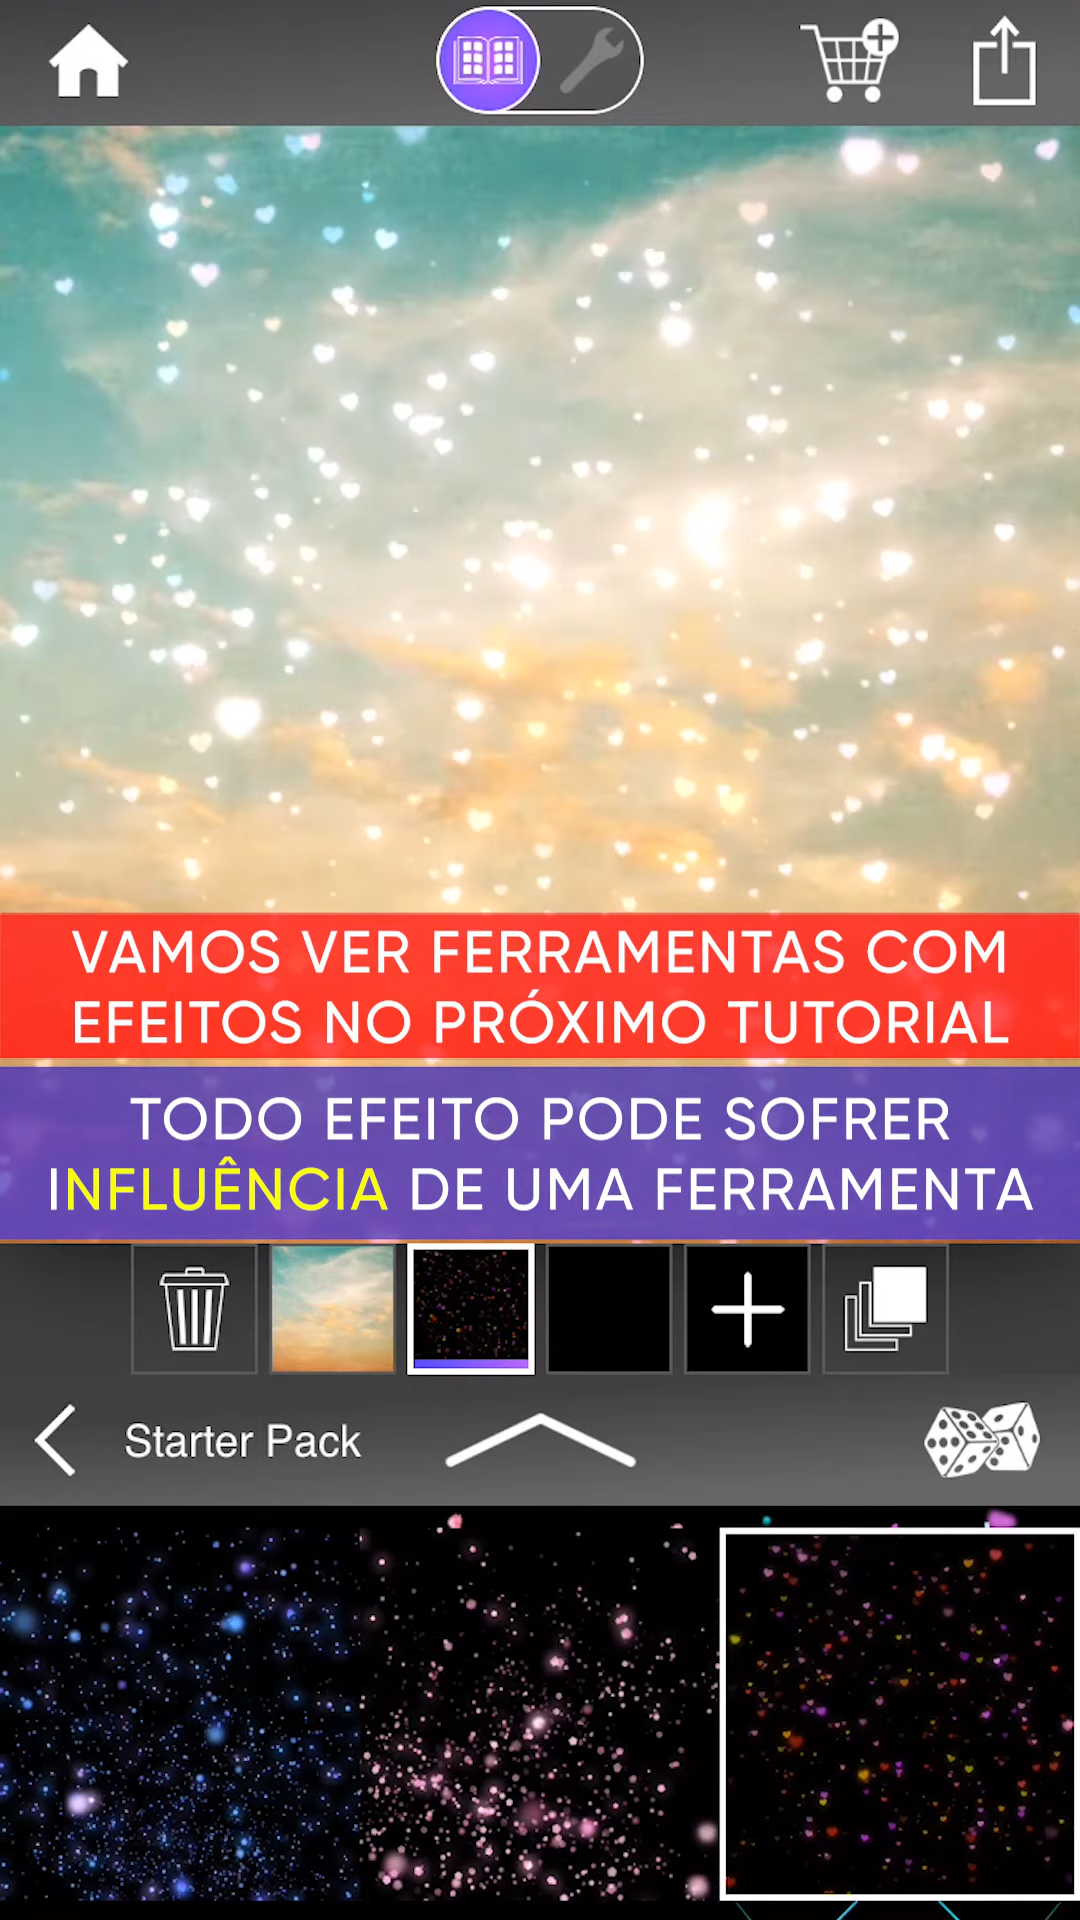 VAMOS VER FERRAMENTAS COM
EFEITOS NO PRÓXIMO TUTORIAL
TODO EFEITO PODE SOFRER
INFLUÊNCIA DE UMA FERRAMENTA
Starter Pack